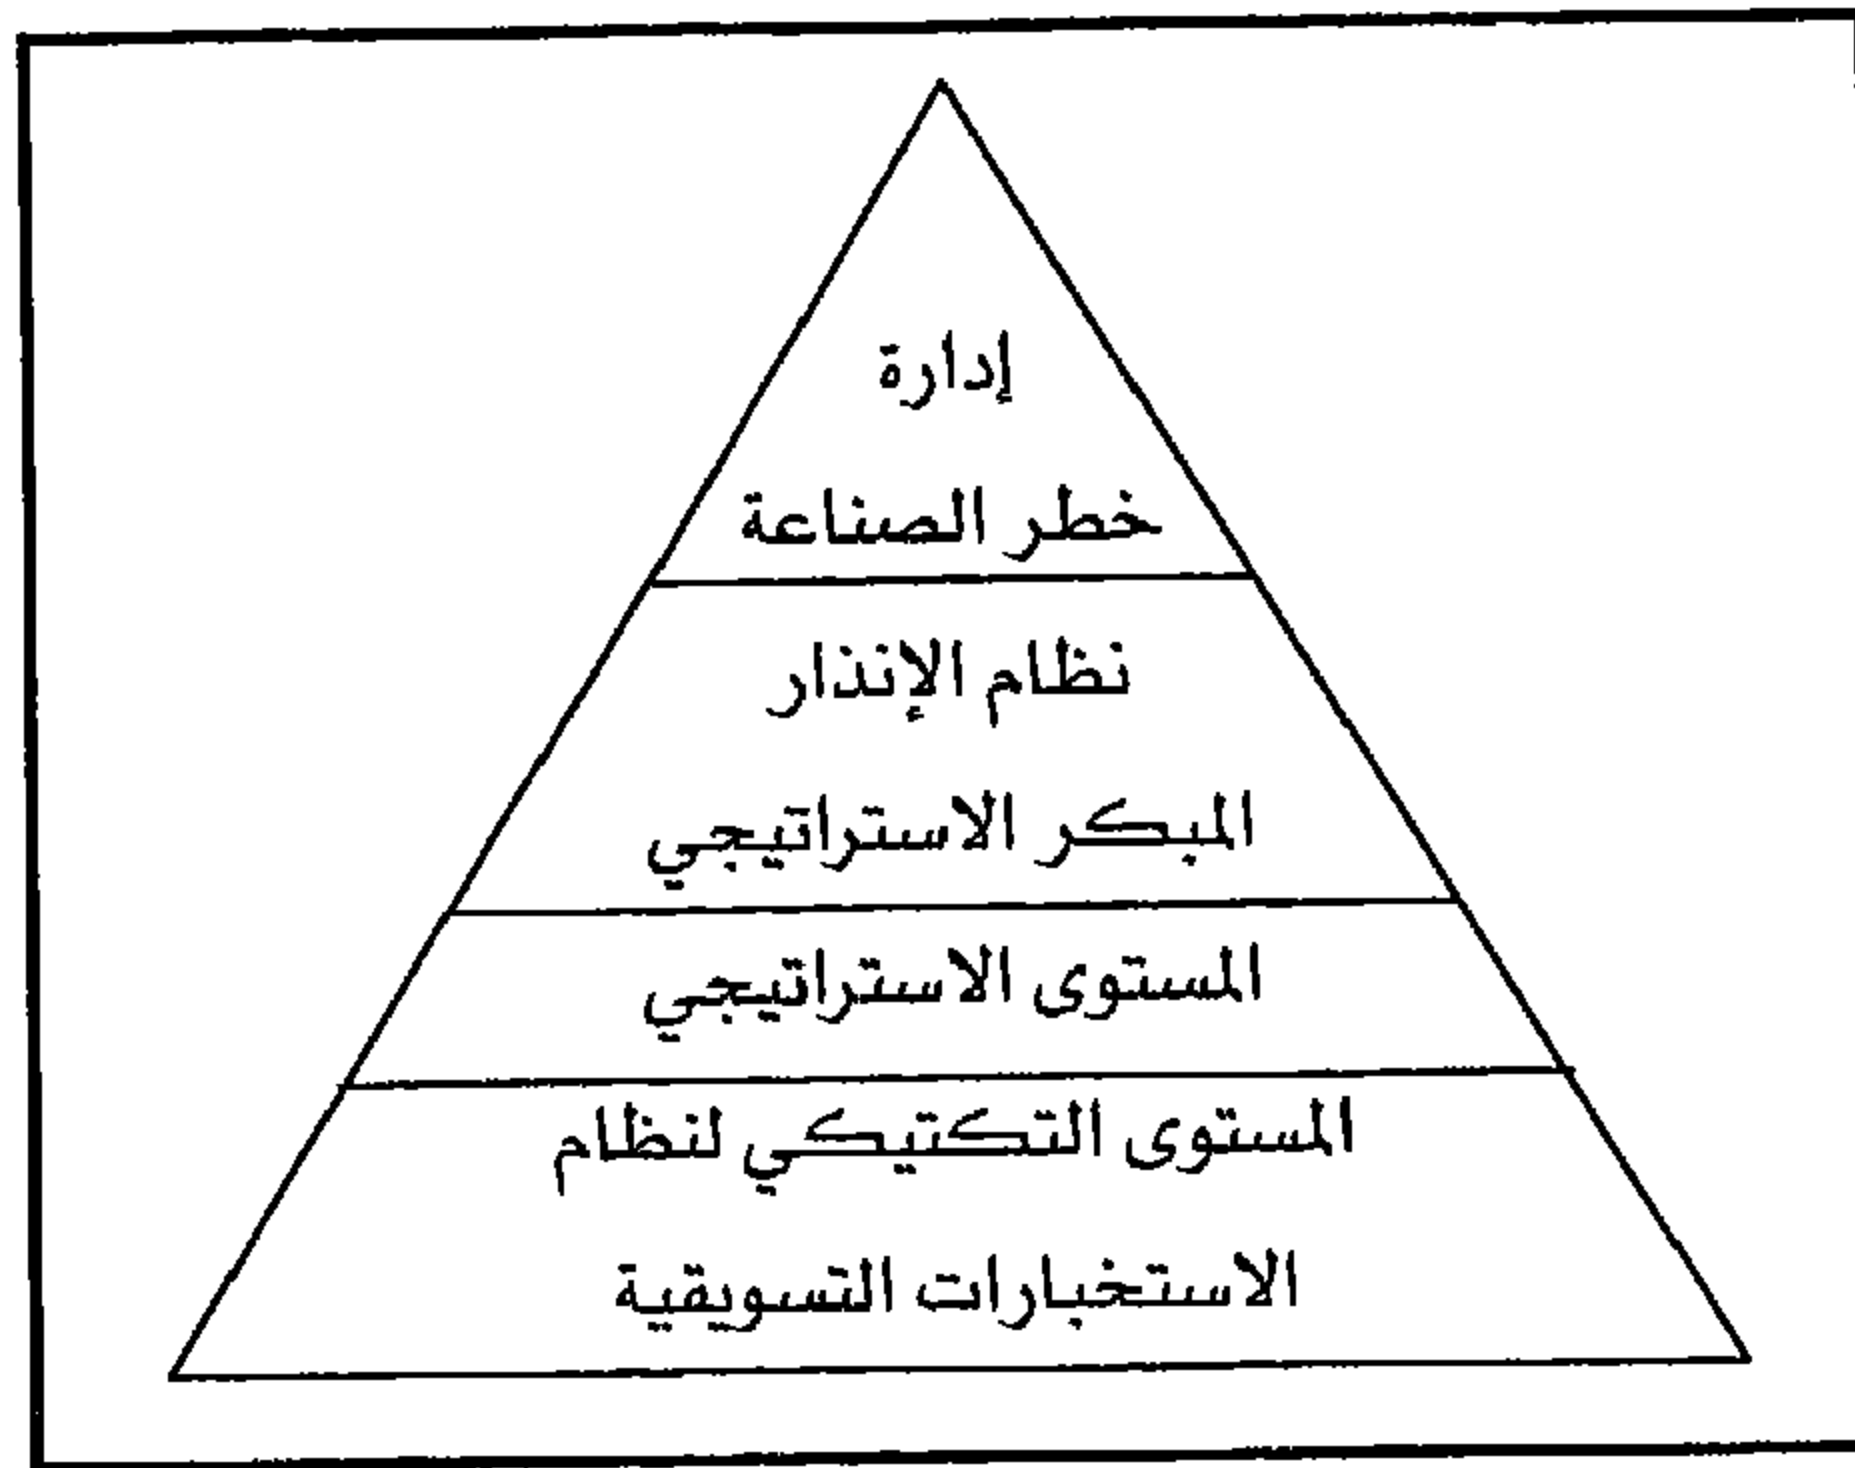 إدارة
خطر الصناعة
نظام الإنذار
المبكر الاستراتيجي
المستوى الاستراتيجي
المستوى التكتيكي لنظام
الاستخبارات التسويقية